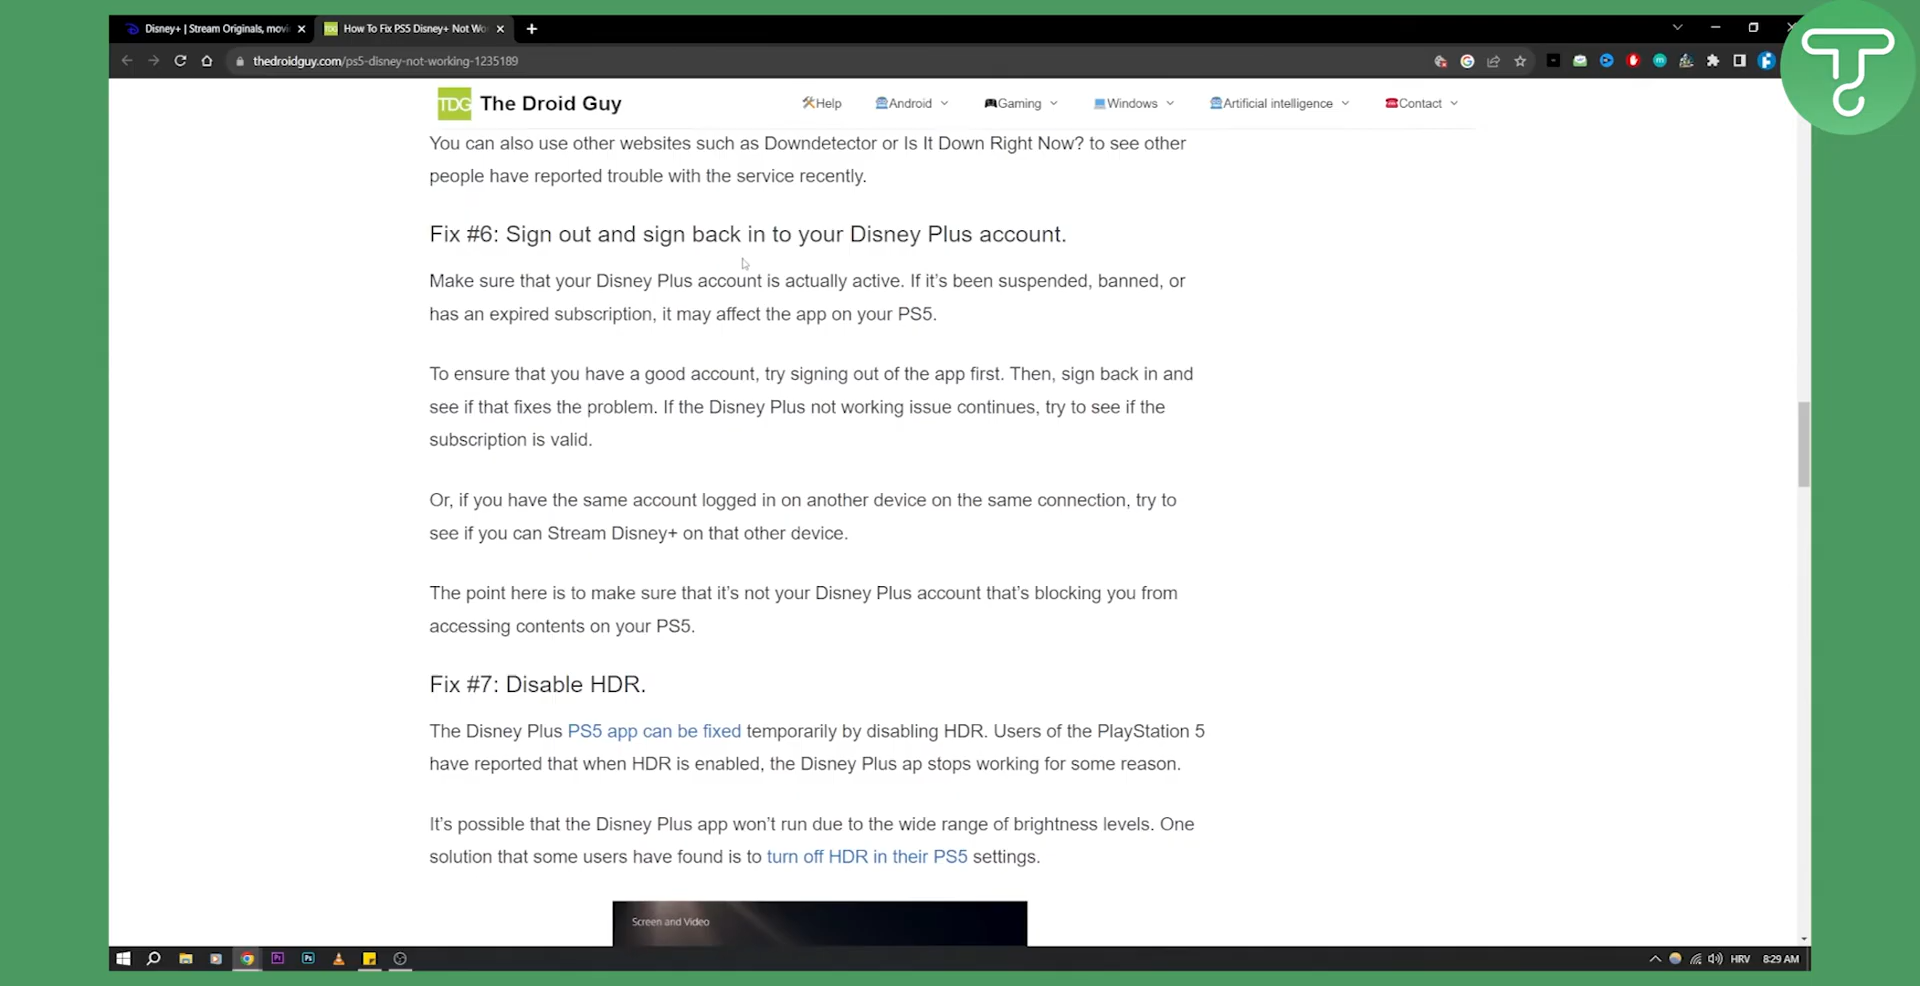 Disney+ | Stream Originals, movi
How To Fix PS5 Disney+ Not Wo
thedroidguy.com/ps5-disney-not-working-1235189
TDG The Droid Guy
Help
Android
Gaming
Windows
Artificial intelligence
Contact
You can also use other websites such as Downdetector or Is It Down Right Now? to see other
people have reported trouble with the service recently.
Fix #6: Sign out and sign back in to your Disney Plus account.
Make sure that your Disney Plus account is actually active. If it’s been suspended, banned, or
has an expired subscription, it may affect the app on your PS5.
To ensure that you have a good account, try signing out of the app first. Then, sign back in and
see if that fixes the problem. If the Disney Plus not working issue continues, try to see if the
subscription is valid.
Or, if you have the same account logged in on another device on the same connection, try to
see if you can Stream Disney+ on that other device.
The point here is to make sure that it’s not your Disney Plus account that’s blocking you from
accessing contents on your PS5.
Fix #7: Disable HDR.
The Disney Plus PS5 app can be fixed temporarily by disabling HDR. Users of the PlayStation 5
have reported that when HDR is enabled, the Disney Plus ap stops working for some reason.
It’s possible that the Disney Plus app won’t run due to the wide range of brightness levels. One
solution that some users have found is to turn off HDR in their PS5 settings.
Screen and Video
HRV
8:29 AM